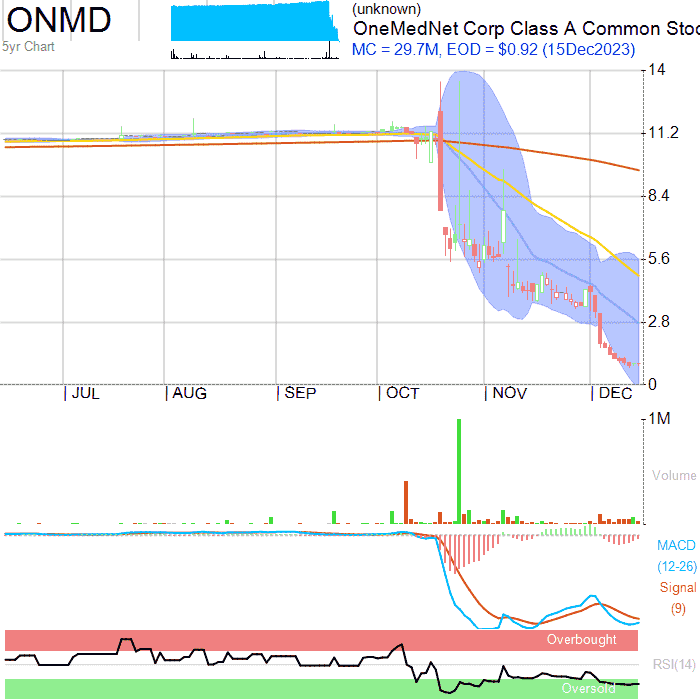 ONMD
5yr Chart
(unknown)
OneMedNet Corp Class A Common Stoc
MC = 29.7M, EOD = $0.92 (15Dec2023)
14
11.2
8.4
5.6
2.8
0
JUL AUG SEP OCT NOV DEC
1M
Volume
MACD
(12-26)
Signal
(9)
Overbought
RSI(14)
Oversold